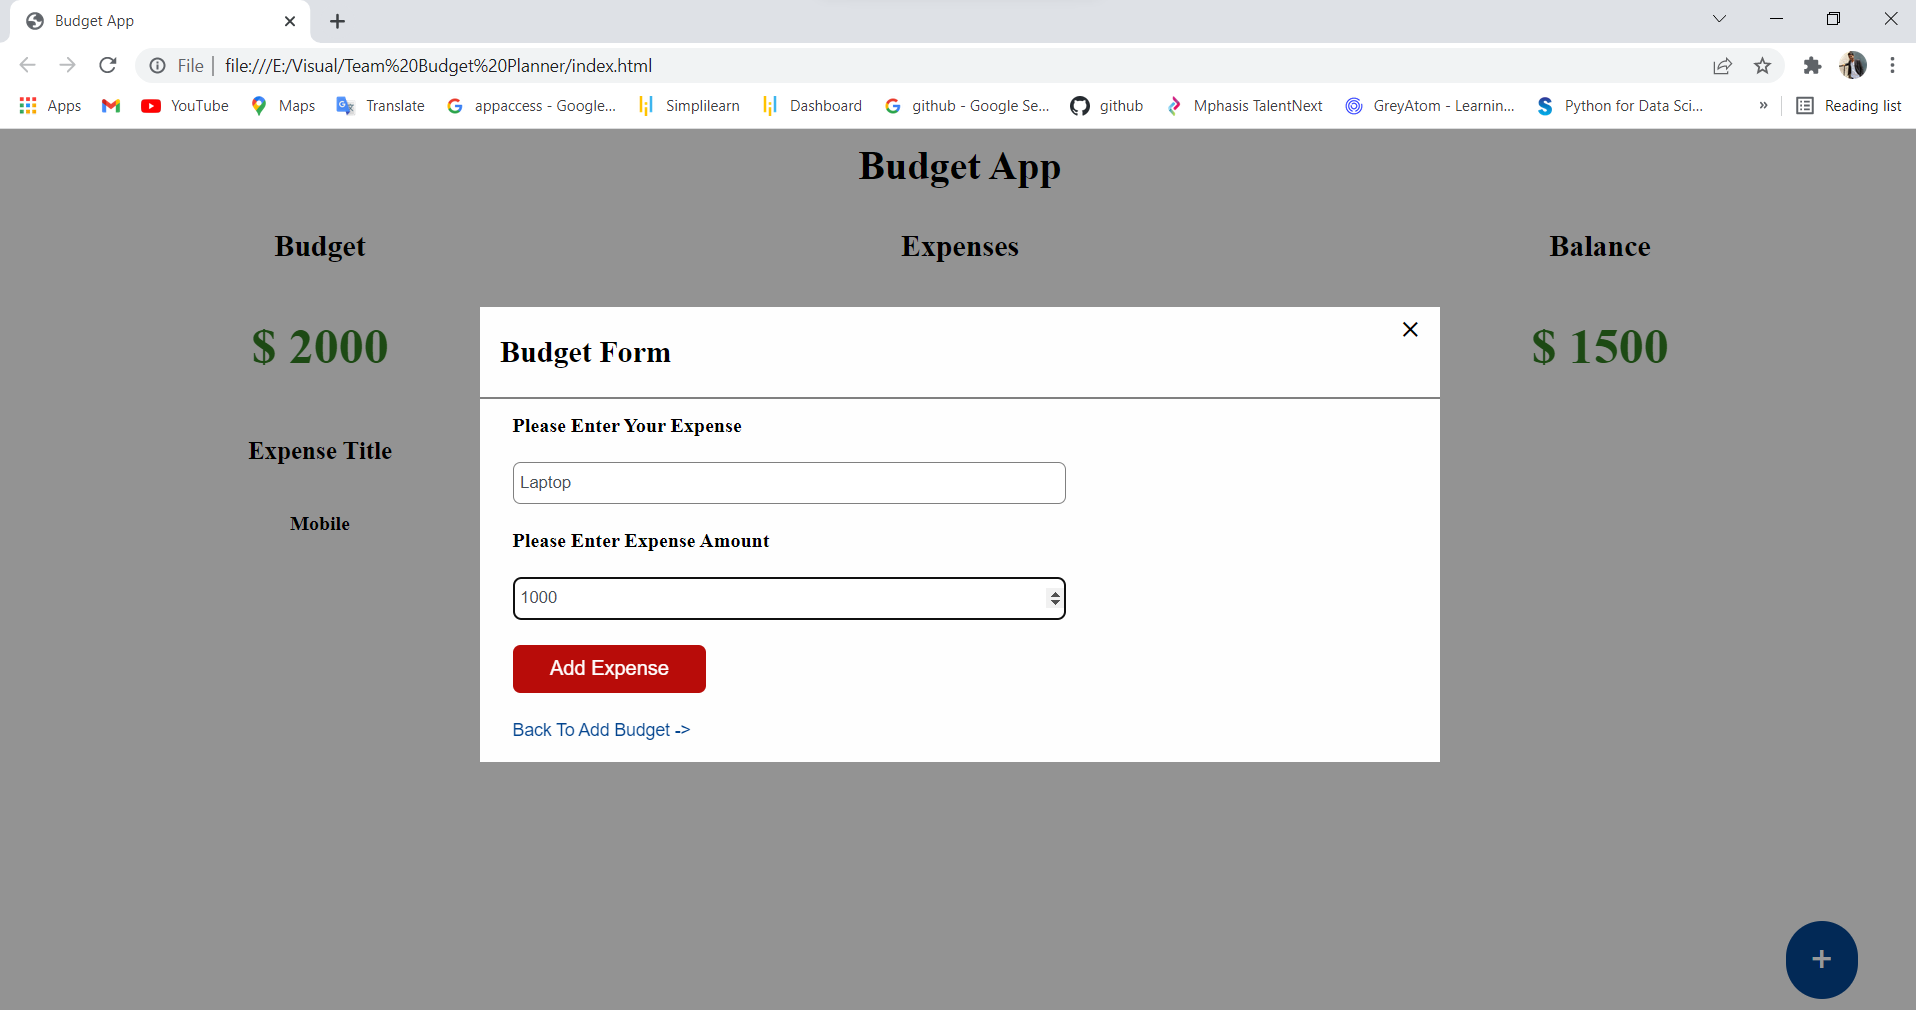 Budget App
File
file:///E:/Visual/Team%20Budget%20Planner/index.html
Apps
YouTube
Maps
Translate
appaccess - Google...
Simplilearn
Dashboard
github - Google Se...
github
Mphasis TalentNext
GreyAtom - Learnin...
Python for Data Sci...
»
Reading list
Budget App
Budget
Expenses
Balance
$ 2000
$ 1500
Expense Title
Mobile
Budget Form
Please Enter Your Expense
Laptop
Please Enter Expense Amount
1000
Add Expense
Back To Add Budget ->
+